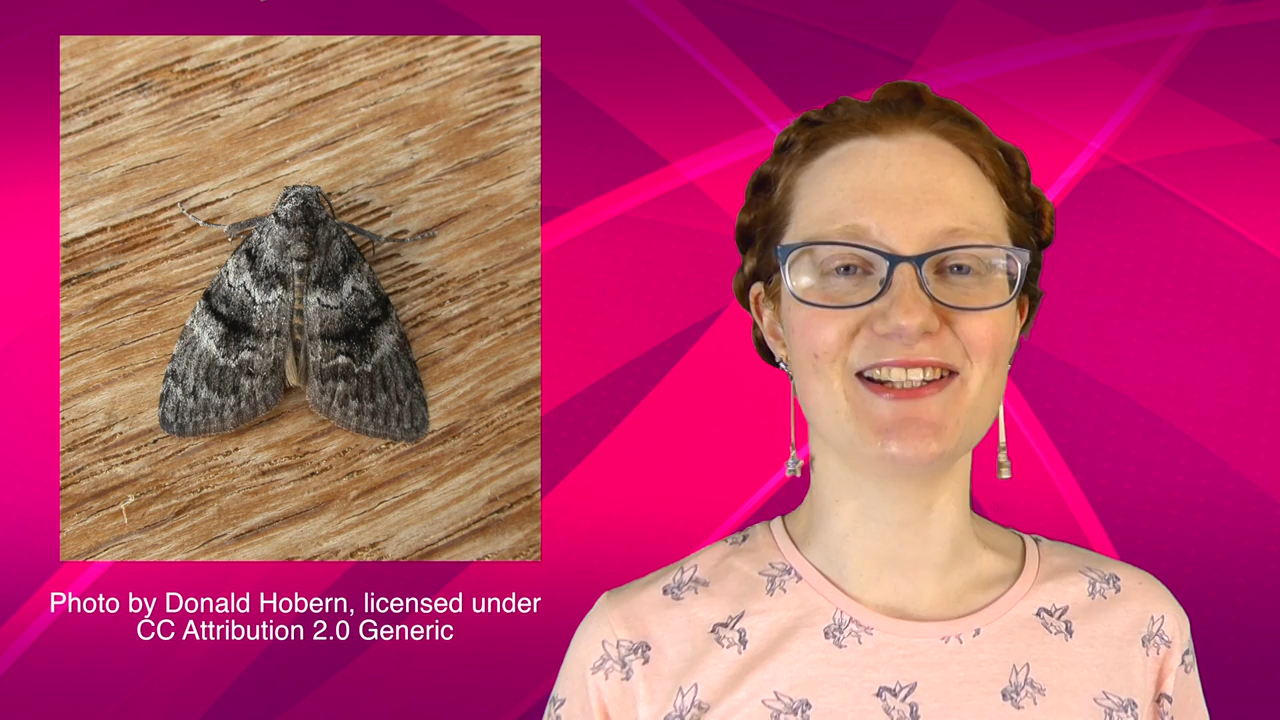 Photo by Donald Hobern, licensed under
CC Attribution 2.0 Generic